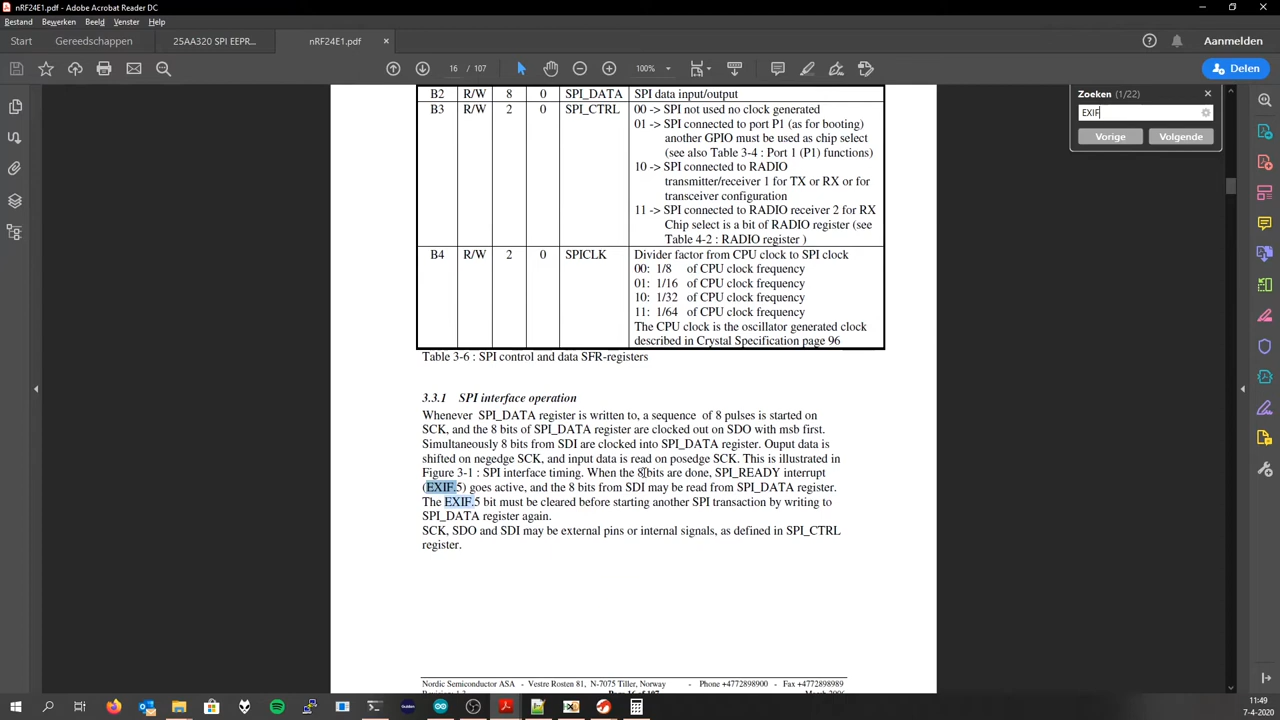 nRF24E1.pdf - Adobe Acrobat Reader DC
Bestand Bewerken Beeld Venster Help
Start Gereedschappen 25AA320 SPI EEPR... nRF24E1.pdf × Aanmelden
16 / 107 100% Delen
Zoeken (1/22)
EXIF
Vorige Volgende
B2 R/W 8 0 SPI_DATA SPI data input/output
B3 R/W 2 0 SPI_CTRL 00 -> SPI not used no clock generated
01 -> SPI connected to port P1 (as for booting)
another GPIO must be used as chip select
(see also Table 3-4 : Port 1 (P1) functions)
10 -> SPI connected to RADIO
transmitter/receiver 1 for TX or RX or for
transceiver configuration
11 -> SPI connected to RADIO receiver 2 for RX
Chip select is a bit of RADIO register (see
Table 4-2 : RADIO register )
B4 R/W 2 0 SPICLK Divider factor from CPU clock to SPI clock
00: 1/8 of CPU clock frequency
01: 1/16 of CPU clock frequency
10: 1/32 of CPU clock frequency
11: 1/64 of CPU clock frequency
The CPU clock is the oscillator generated clock
described in Crystal Specification page 96
Table 3-6 : SPI control and data SFR-registers
3.3.1 SPI interface operation
Whenever SPI_DATA register is written to, a sequence of 8 pulses is started on
SCK, and the 8 bits of SPI_DATA register are clocked out on SDO with msb first.
Simultaneously 8 bits from SDI are clocked into SPI_DATA register. Ouput data is
shifted on negedge SCK, and input data is read on posedge SCK. This is illustrated in
Figure 3-1 : SPI interface timing. When the 8 bits are done, SPI_READY interrupt
(EXIF.5) goes active, and the 8 bits from SDI may be read from SPI_DATA register.
The EXIF.5 bit must be cleared before starting another SPI transaction by writing to
SPI_DATA register again.
SCK, SDO and SDI may be external pins or internal signals, as defined in SPI_CTRL
register.
Nordic Semiconductor ASA - Vestre Rosten 81, N-7075 Tiller, Norway - Phone +4772898900 - Fax +4772898989
Revision: 1.3 Page 16 of 107 March 2006
11:49
7-4-2020